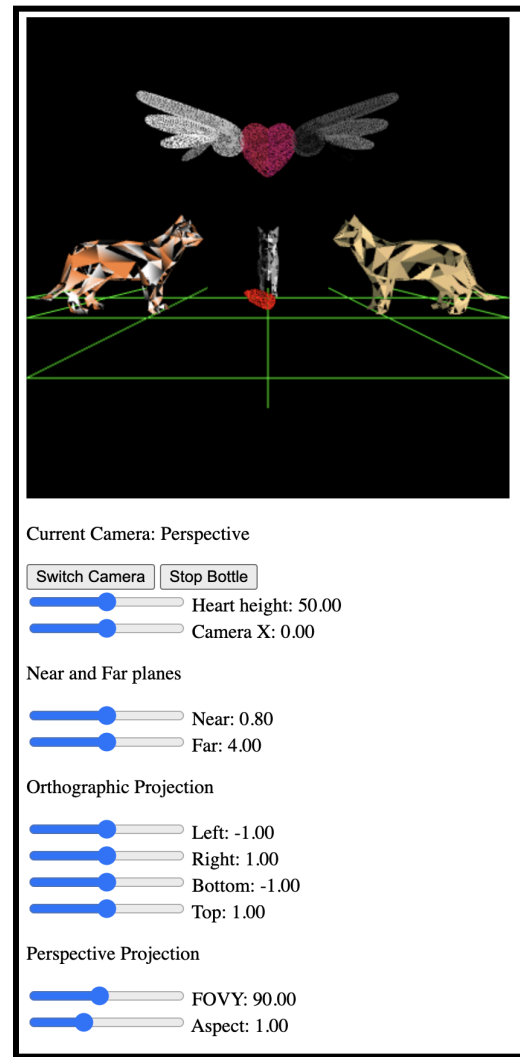 Current Camera: Perspective
Switch Camera Stop Bottle
Heart height: 50.00
Camera X: 0.00
Near and Far planes
Near: 0.80
Far: 4.00
Orthographic Projection
Left: -1.00
Right: 1.00
Bottom: -1.00
Top: 1.00
Perspective Projection
FOVY: 90.00
Aspect: 1.00